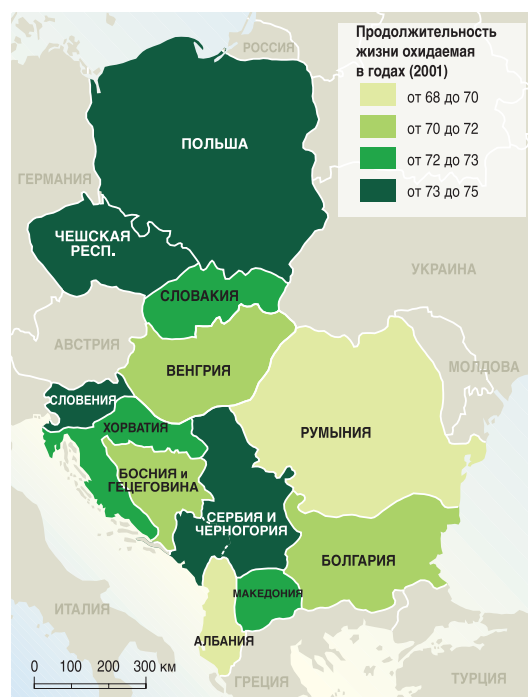 Продолжительность
жизни охидаемая
в годах (2001)
от 68 до 70
от 70 до 72
от 72 до 73
от 73 до 75
РОССИЯ
ПОЛЬША
ГЕРМАНИЯ
ЧЕШСКАЯ
РЕСП.
УКРАИНА
СЛОВАКИЯ
АВСТРИЯ
ВЕНГРИЯ
МОЛДОВА
СЛОВЕНИЯ
ХОРВАТИЯ
РУМЫНИЯ
БОСНИЯ и
ГЕЦЕГОВИНА
СЕРБИЯ И
ЧЕРНОГОРИЯ
БОЛГАРИЯ
МАКЕДОНИЯ
ИТАЛИЯ
АЛБАНИЯ
ГРЕЦИЯ
ТУРЦИЯ
0 100 200 300 км